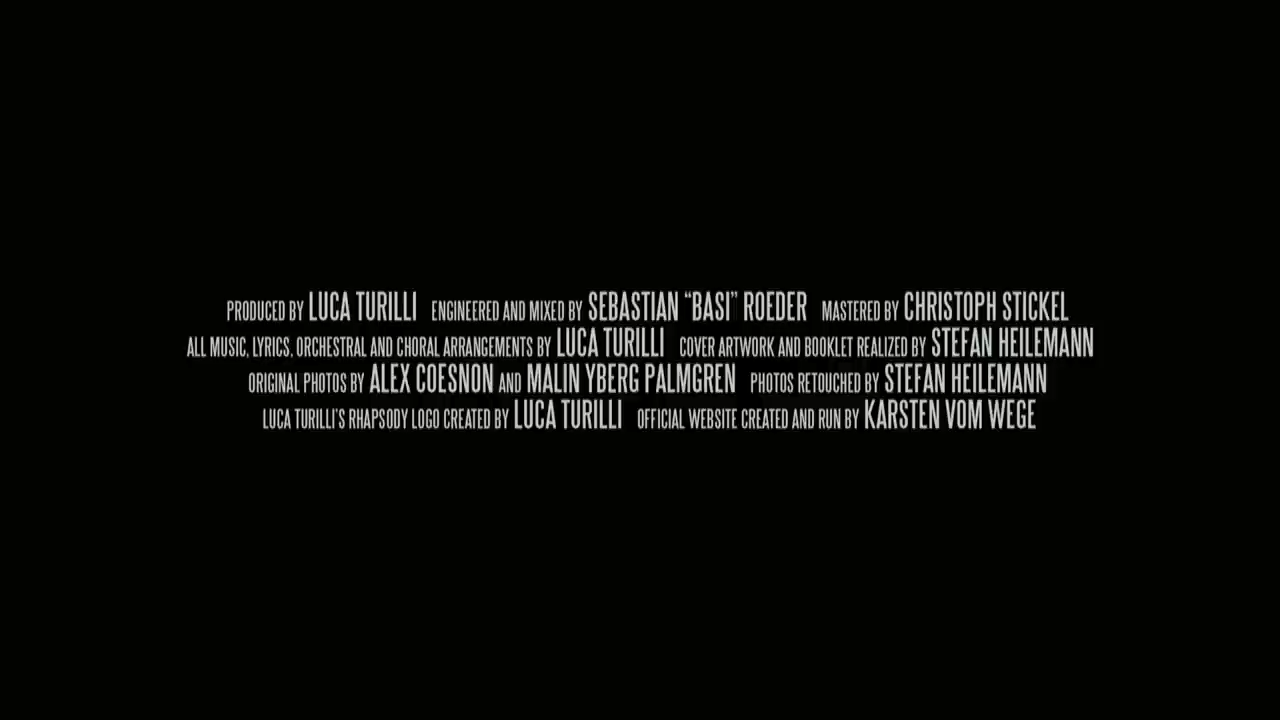 PRODUCED BY LUCA TURILLI ENGINEERED AND MIXED BY SEBASTIAN “BASI” ROEDER MASTERED BY CHRISTOPH STICKEL
ALL MUSIC, LYRICS, ORCHESTRAL AND CHORAL ARRANGEMENTS BY LUCA TURILLI COVER ARTWORK AND BOOKLET REALIZED BY STEFAN HEILEMANN
ORIGINAL PHOTOS BY ALEX COESNON AND MALIN YBERG PALMGREN PHOTOS RETOUCHED BY STEFAN HEILEMANN
LUCA TURILLI'S RHAPSODY LOGO CREATED BY LUCA TURILLI OFFICIAL WEBSITE CREATED AND RUN BY KARSTEN VOM WEGE